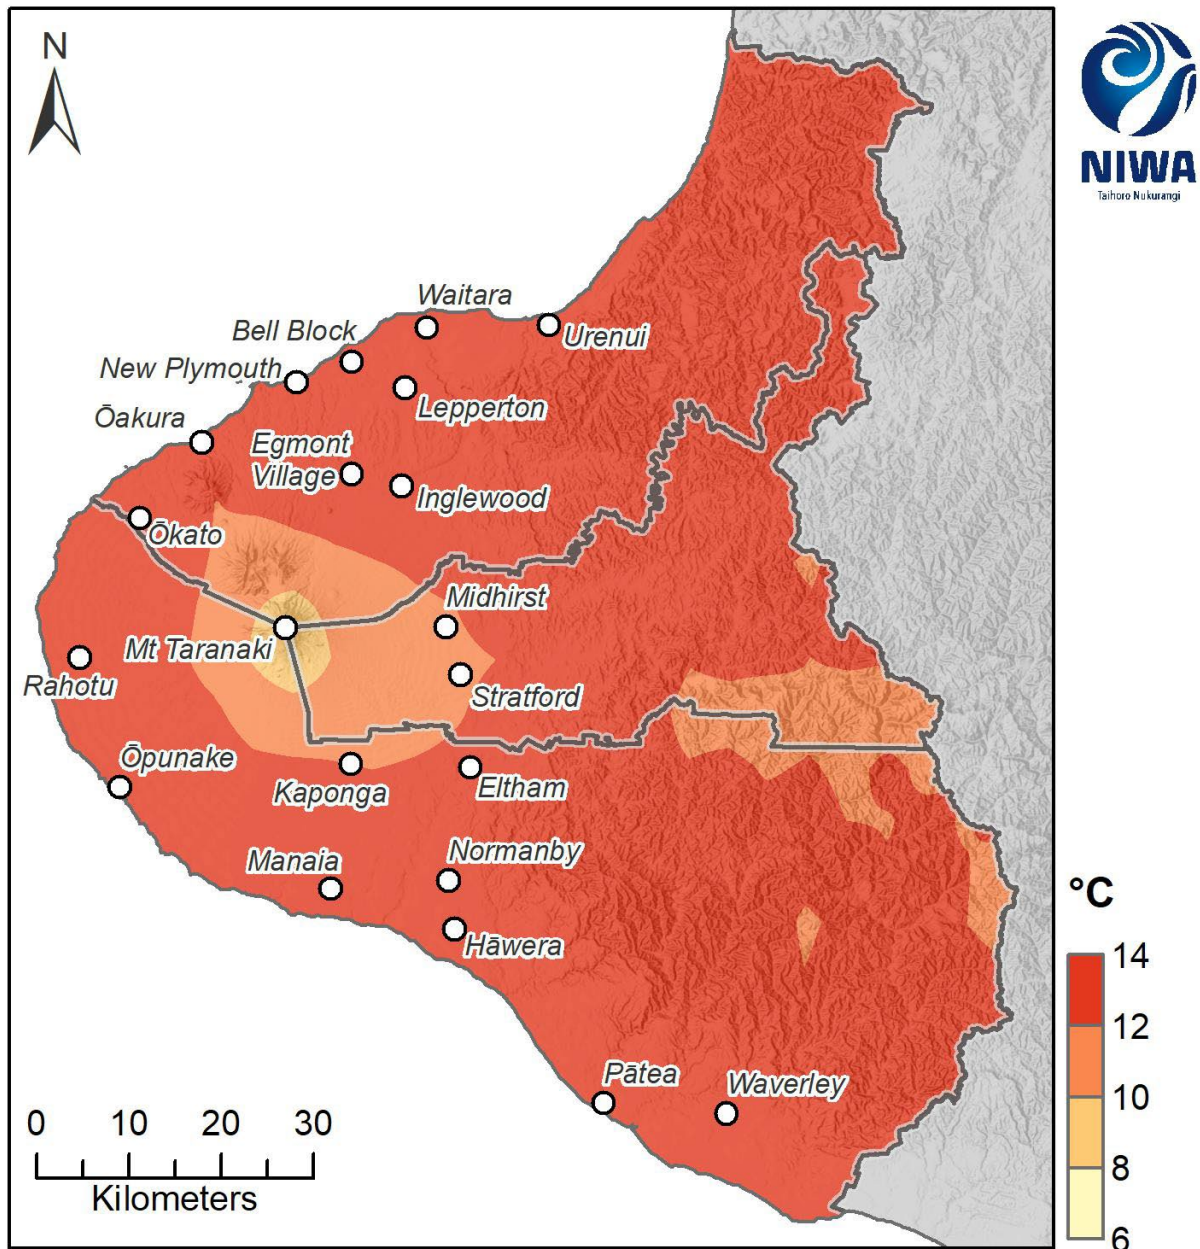 N
NIWA
Taihoro Nukurangi
Waitara
Bell Block
Urenui
New Plymouth
Lepperton
Ōakura
Egmont
Village
Inglewood
Ōkato
Midhirst
Mt Taranaki
Rahotu
Stratford
Ōpunake
Kaponga
Eltham
Manaia
Normanby
Hāwera
Pātea
Waverley
°C
14
12
10
8
6
0 10 20 30
Kilometers